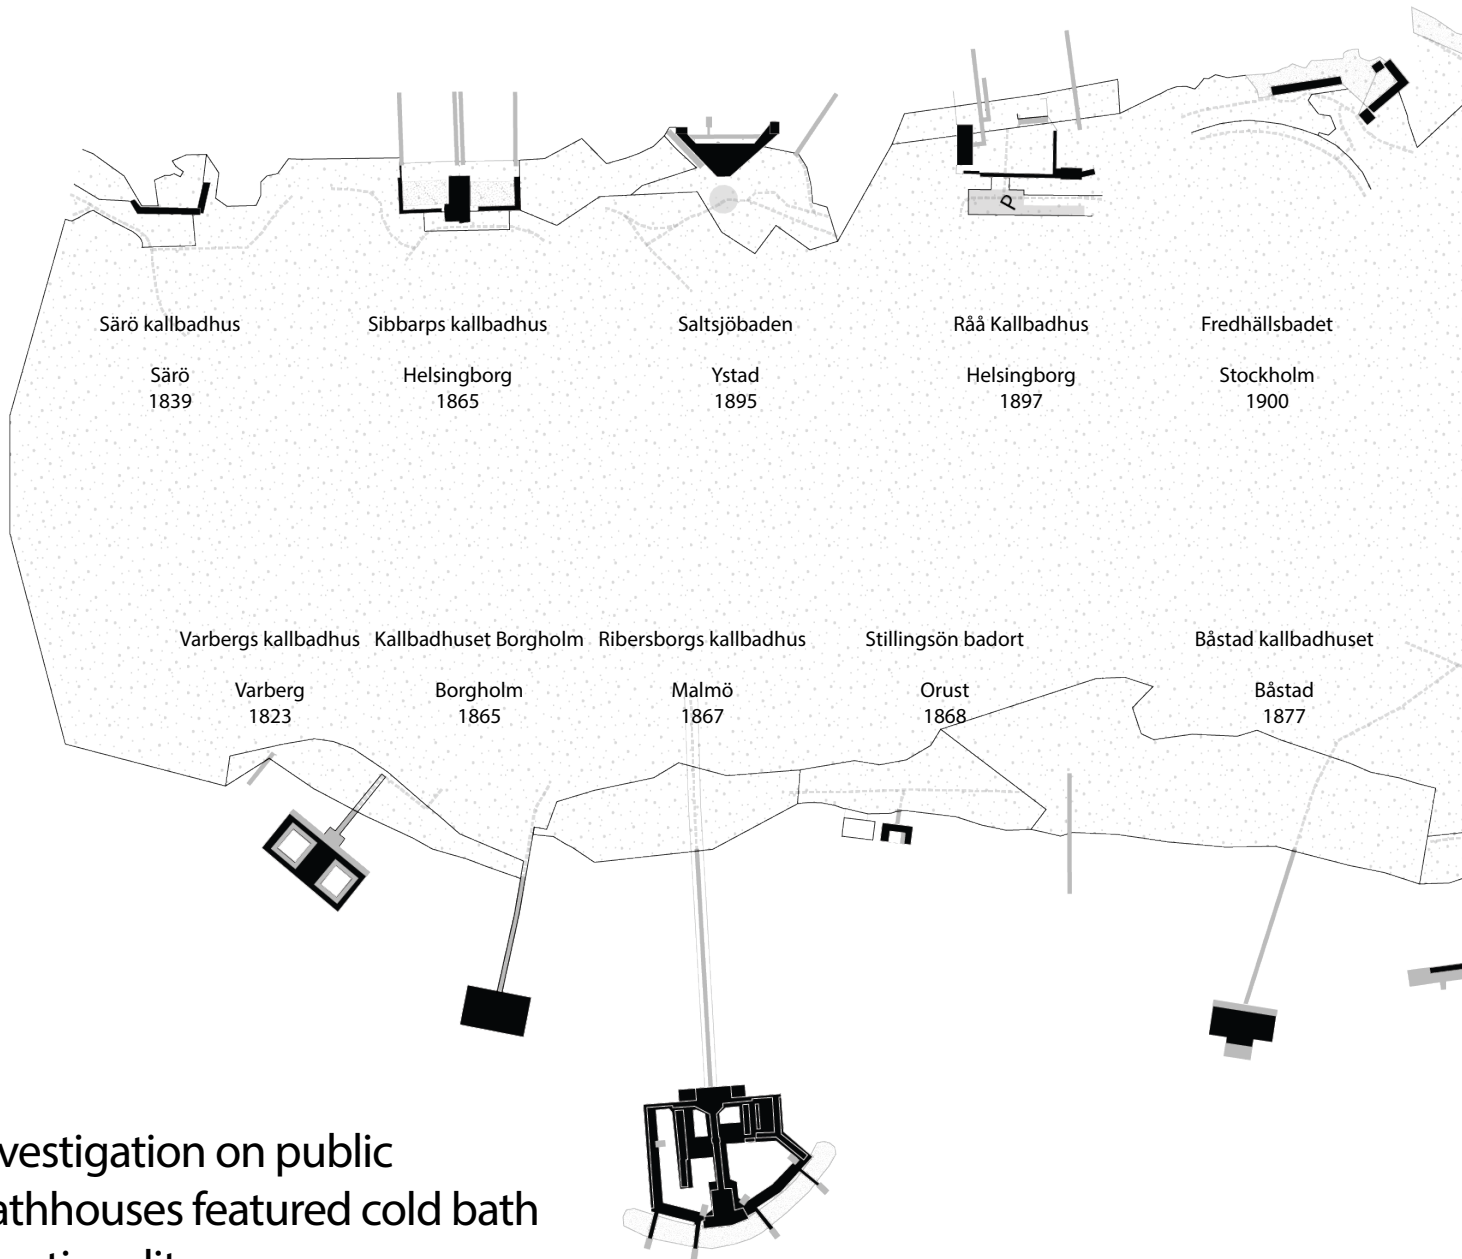 P
Särö kallbadhus
Särö
1839
Sibbarps kallbadhus
Helsingborg
1865
Saltsjöbaden
Ystad
1895
Råå Kallbadhus
Helsingborg
1897
Fredhällsbadet
Stockholm
1900
Varbergs kallbadhus
Varberg
1823
Kallbadhuset Borgholm
Borgholm
1865
Ribersborgs kallbadhus
Malmö
1867
Stillingsön badort
Orust
1868
Båstad kallbadhuset
Båstad
1877
vestigation on public
athhouses featured cold bath